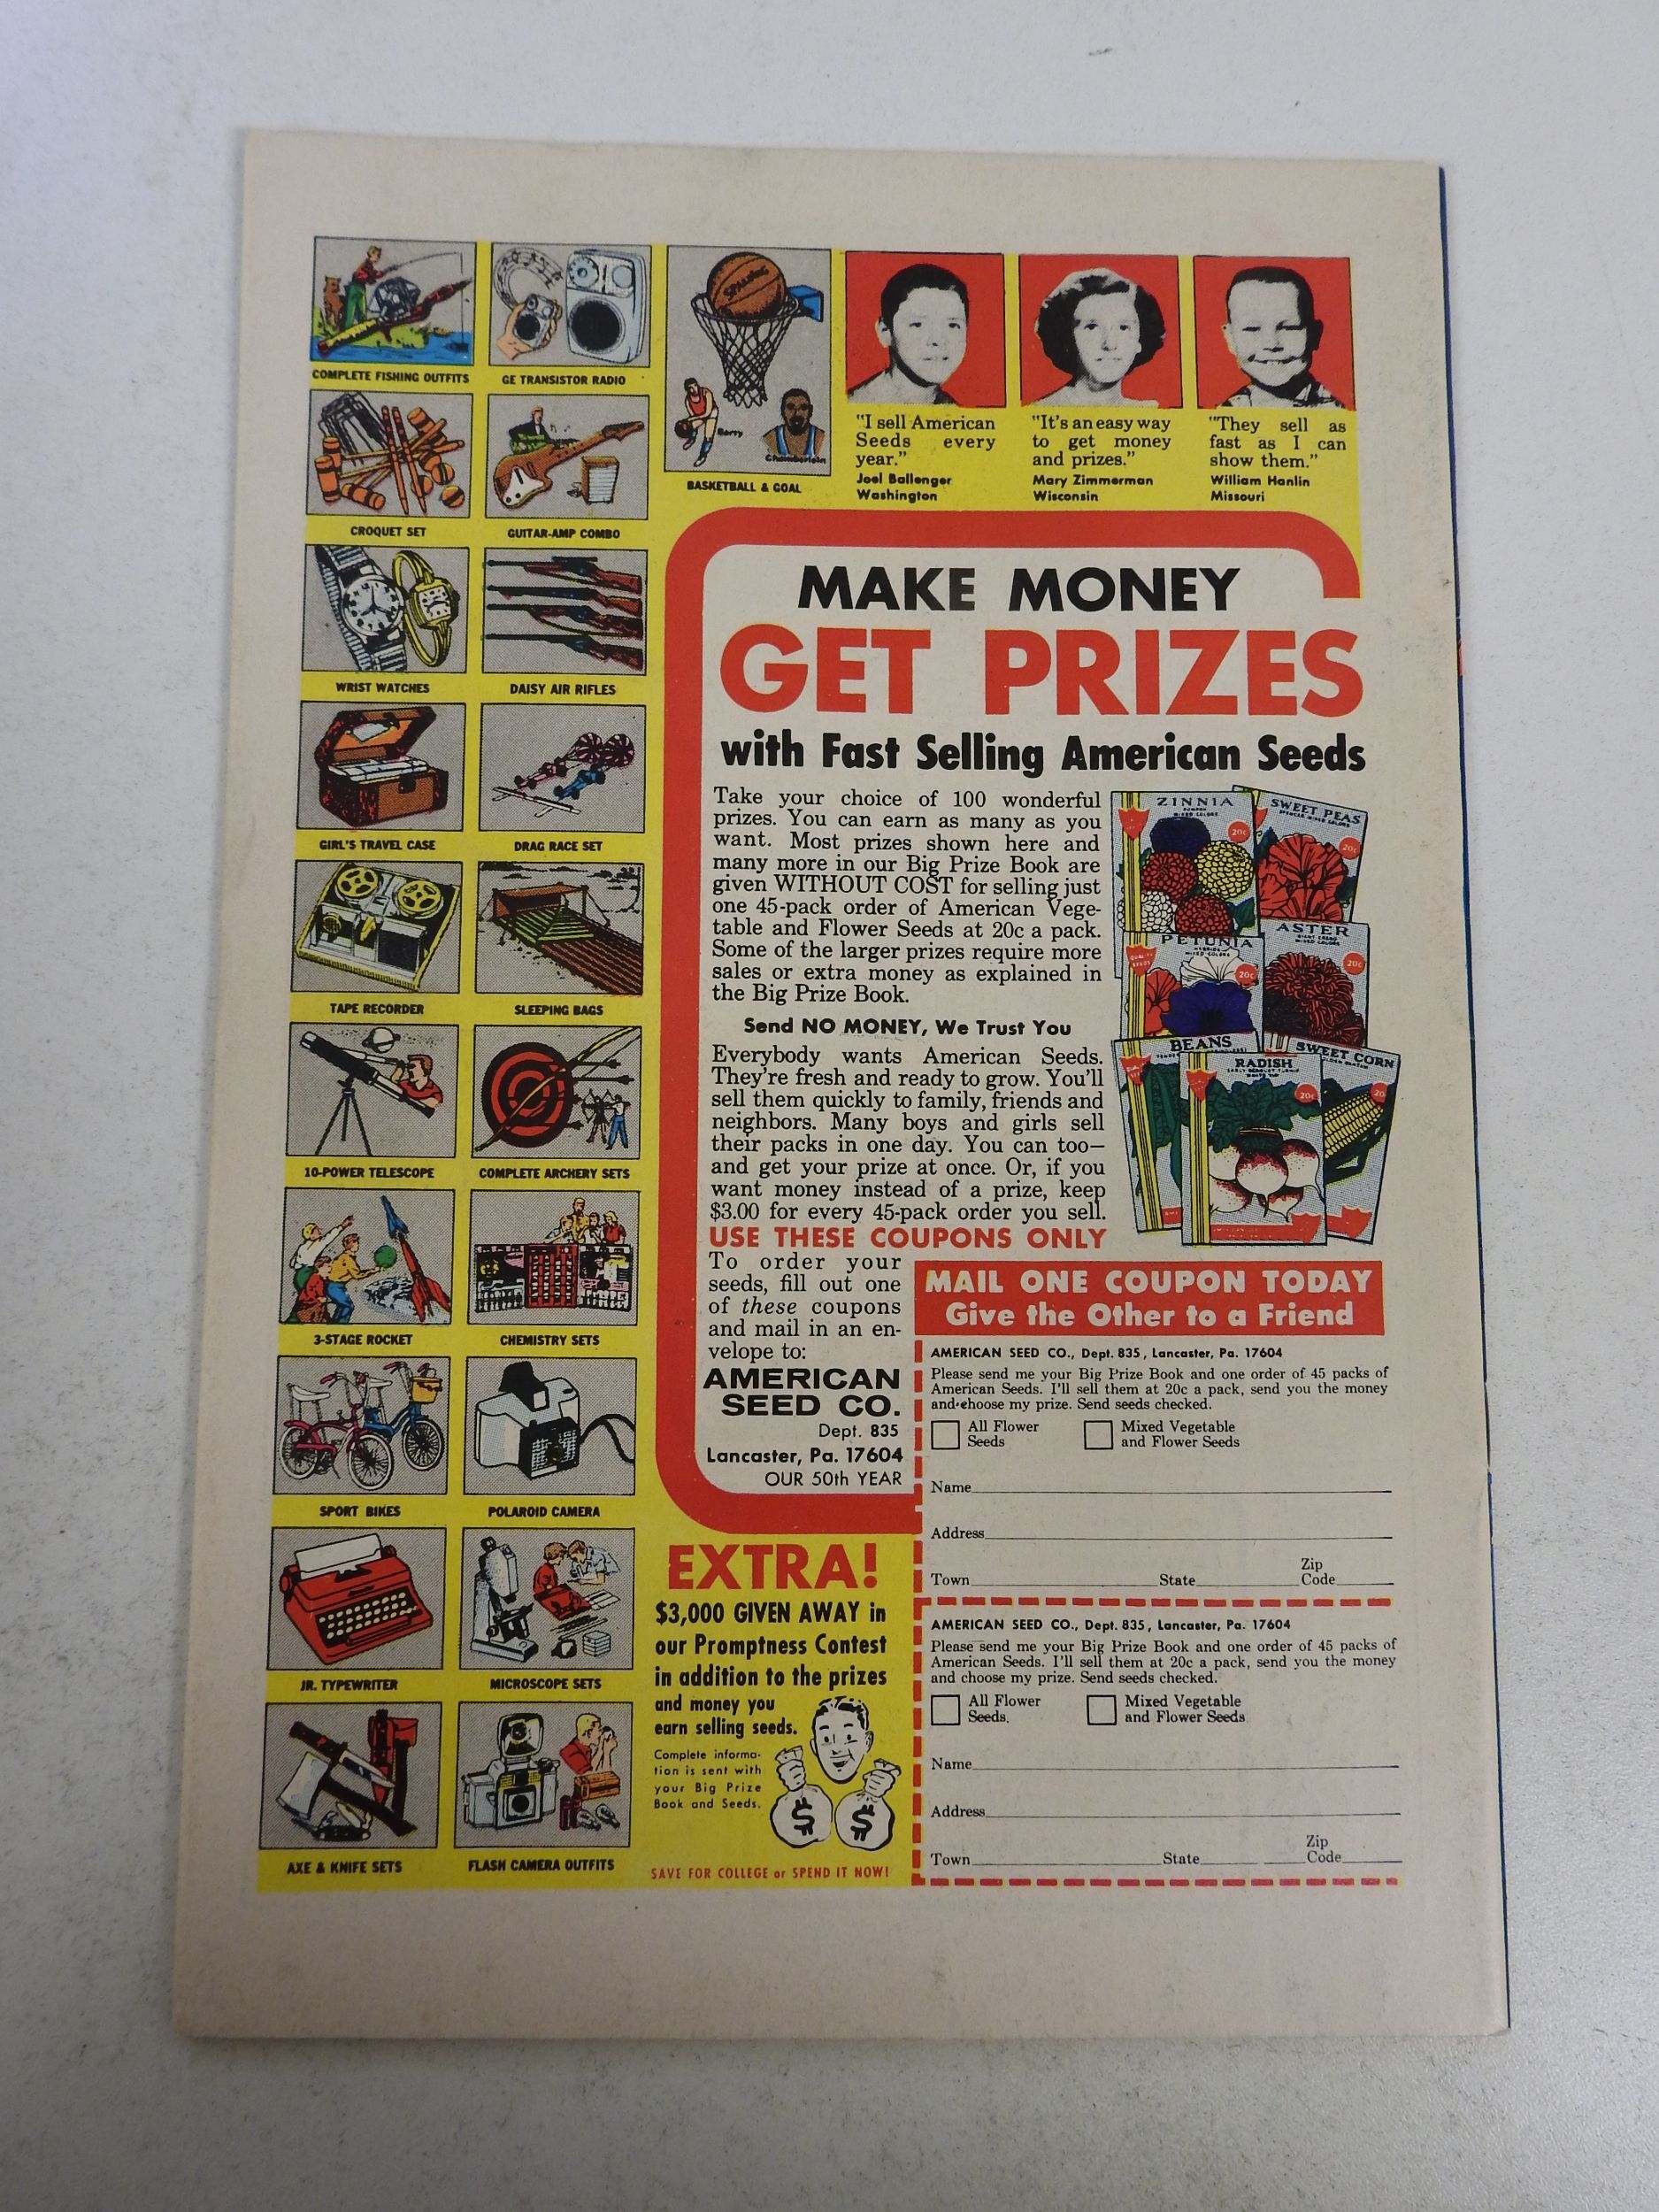 COMPLETE FISHING OUTFITS
GE TRANSISTOR RADIO
CROQUET SET
GUITAR-AMP COMBO
WRIST WATCHES
DAISY AIR RIFLES
GIRL'S TRAVEL CASE
DRAG RACE SET
TAPE RECORDER
SLEEPING BAGS
10-POWER TELESCOPE
COMPLETE ARCHERY SETS
3-STAGE ROCKET
CHEMISTRY SETS
SPORT BIKES
POLAROID CAMERA
JR. TYPEWRITER
MICROSCOPE SETS
AXE & KNIFE SETS
FLASH CAMERA OUTFITS
SPALDING
Barry
Chamberlain
BASKETBALL & GOAL
"I sell American
Seeds every
year."
Joel Ballenger
Washington
"It's an easy way
to get money
and prizes."
Mary Zimmerman
Wisconsin
"They sell as
fast as I can
show them."
William Hanlin
Missouri
MAKE MONEY
GET PRIZES
with Fast Selling American Seeds
Take your choice of 100 wonderful
prizes. You can earn as many as you
want. Most prizes shown here and
many more in our Big Prize Book are
given WITHOUT COST for selling just
one 45-pack order of American Vege-
table and Flower Seeds at 20c a pack.
Some of the larger prizes require more
sales or extra money as explained in
the Big Prize Book.
Send NO MONEY, We Trust You
Everybody wants American Seeds.
They're fresh and ready to grow. You'll
sell them quickly to family, friends and
neighbors. Many boys and girls sell
their packs in one day. You can too—
and get your prize at once. Or, if you
want money instead of a prize, keep
$3.00 for every 45-pack order you sell.
USE THESE COUPONS ONLY
To order your
seeds, fill out one
of these coupons
and mail in an en-
velope to:
AMERICAN
SEED CO.
Dept. 835
Lancaster, Pa. 17604
OUR 50th YEAR
ZINNIA
MIXED COLORS
20c
SWEET PEAS
SPENCER MIXED COLORS
20c
PETUNIA
MIXED COLORS
20c
ASTER
MIXED COLORS
20c
BEANS
RADISH
20c
SWEET CORN
20
MAIL ONE COUPON TODAY
Give the Other to a Friend
AMERICAN SEED CO., Dept. 835, Lancaster, Pa. 17604
Please send me your Big Prize Book and one order of 45 packs of
American Seeds. I'll sell them at 20c a pack, send you the money
and choose my prize. Send seeds checked.
All Flower
Seeds
Mixed Vegetable
and Flower Seeds
Name
Address
Town State Zip
Code
AMERICAN SEED CO., Dept. 835, Lancaster, Pa. 17604
Please send me your Big Prize Book and one order of 45 packs of
American Seeds. I'll sell them at 20c a pack, send you the money
and choose my prize. Send seeds checked.
All Flower
Seeds.
Mixed Vegetable
and Flower Seeds
Name
Address
Town State Zip
Code
EXTRA!
$3,000 GIVEN AWAY in
our Promptness Contest
in addition to the prizes
and money you
earn selling seeds.
Complete informa-
tion is sent with
your Big Prize
Book and Seeds.
$ $
SAVE FOR COLLEGE or SPEND IT NOW!